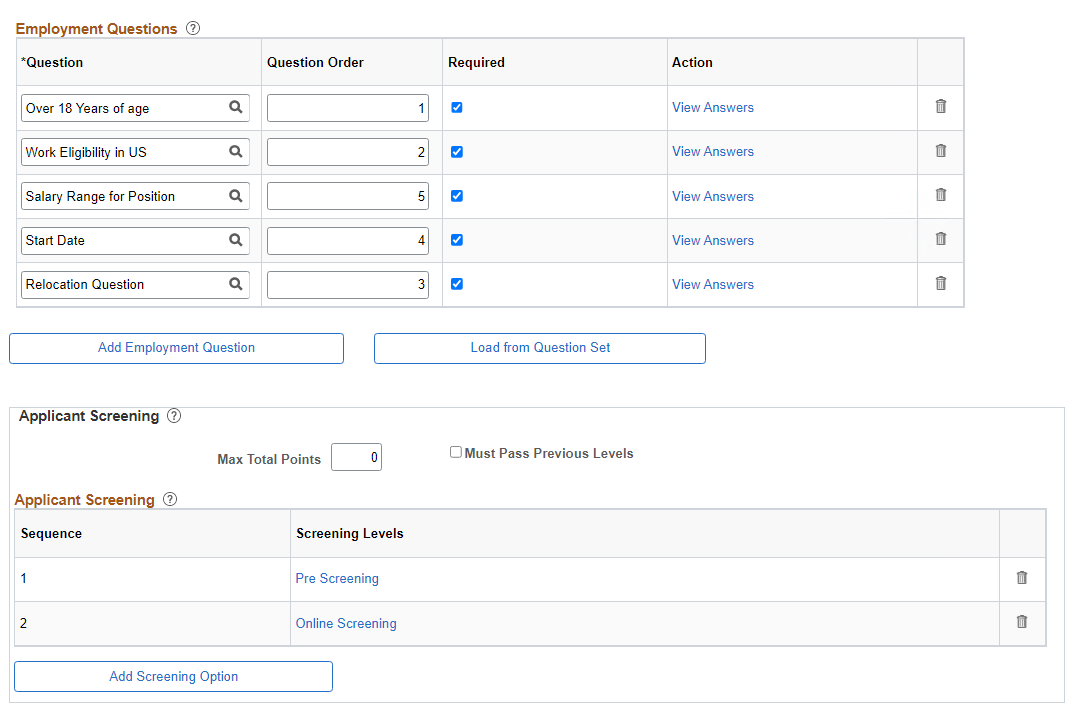 Employment Questions ?
*Question Question Order Required Action
Over 18 Years of age 1 View Answers
Work Eligibility in US 2 View Answers
Salary Range for Position 5 View Answers
Start Date 4 View Answers
Relocation Question 3 View Answers
Add Employment Question Load from Question Set
Applicant Screening ?
Max Total Points 0 Must Pass Previous Levels
Applicant Screening ?
Sequence Screening Levels
1 Pre Screening
2 Online Screening
Add Screening Option